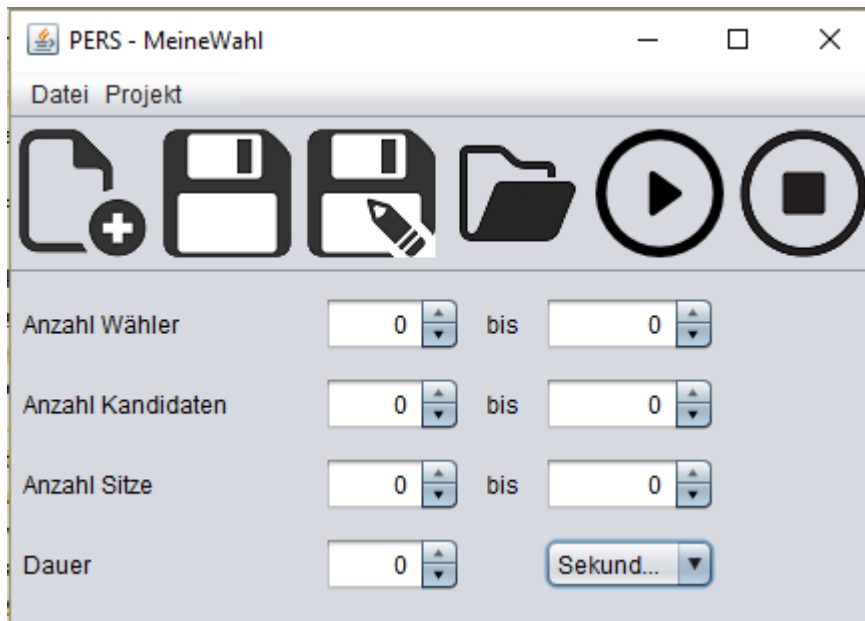 PERS - MeineWahl
Datei Projekt
Anzahl Wähler 0 bis 0
Anzahl Kandidaten 0 bis 0
Anzahl Sitze 0 bis 0
Dauer 0 Sekund...